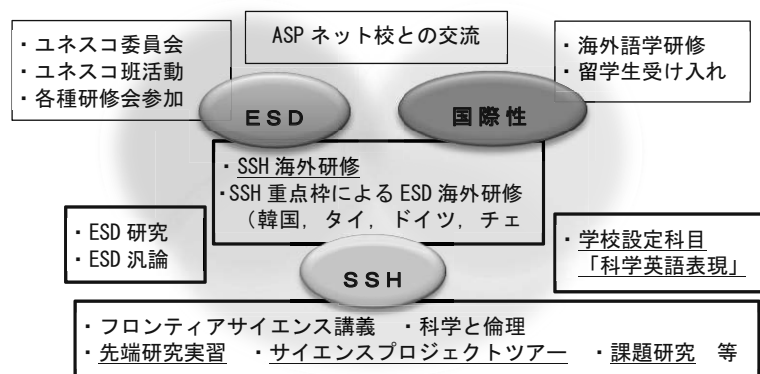 ASP ネット校との交流
・ユネスコ委員会
・ユネスコ班活動
・各種研修会参加
・海外語学研修
・留学生受け入れ
ESD
国際性
・SSH 海外研修
・SSH 重点枠による ESD 海外研修
（韓国，タイ，ドイツ，チェ
・ESD 研究
・ESD 汎論
・学校設定科目
「科学英語表現」
SSH
・フロンティアサイエンス講義　・科学と倫理
・先端研究実習　・サイエンスプロジェクトツアー　・課題研究　等